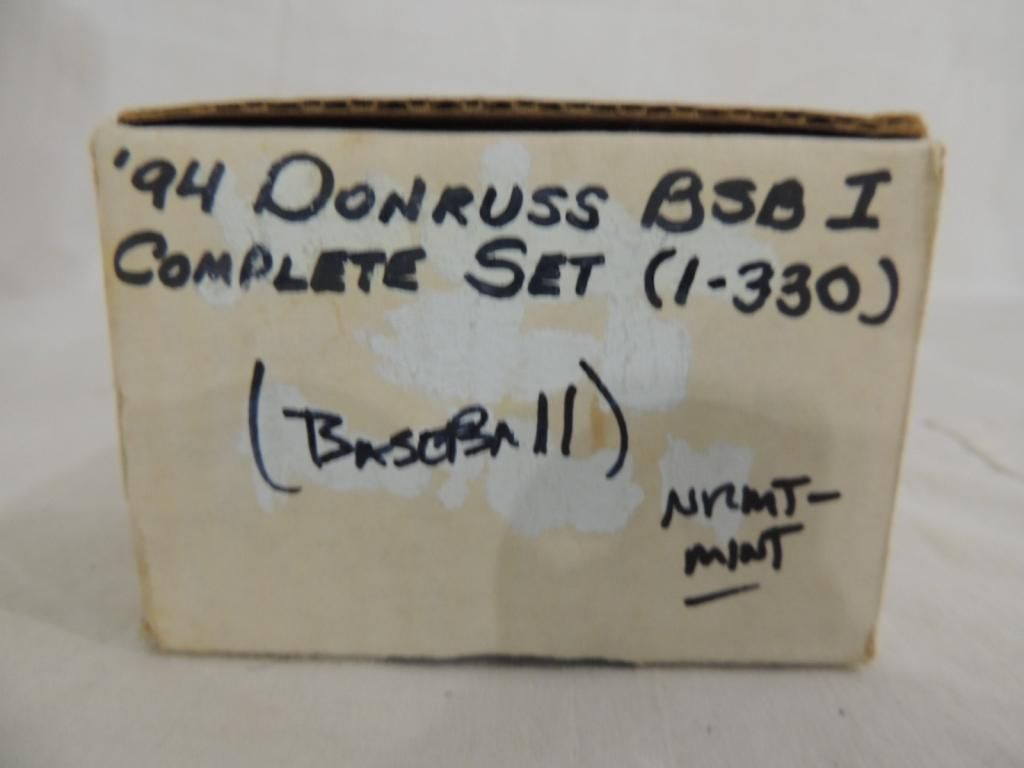 '94 DONRUSS BSB I
COMPLETE SET (1-330)
(BASEBAll)
NRMT-
MINT